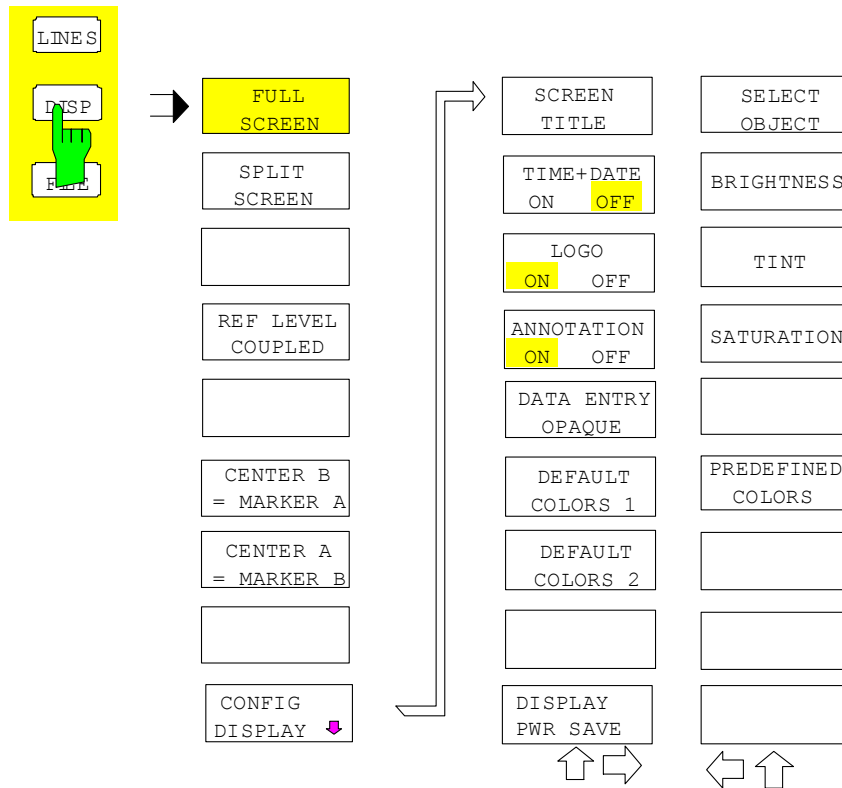 LINES
DISP
FILE
FULL
SCREEN
SPLIT
SCREEN
REF LEVEL
COUPLED
CENTER B
= MARKER A
CENTER A
= MARKER B
CONFIG
DISPLAY
SCREEN
TITLE
TIME+DATE
ON OFF
LOGO
ON OFF
ANNOTATION
ON OFF
DATA ENTRY
OPAQUE
DEFAULT
COLORS 1
DEFAULT
COLORS 2
DISPLAY
PWR SAVE
SELECT
OBJECT
BRIGHTNESS
TINT
SATURATION
PREDEFINED
COLORS